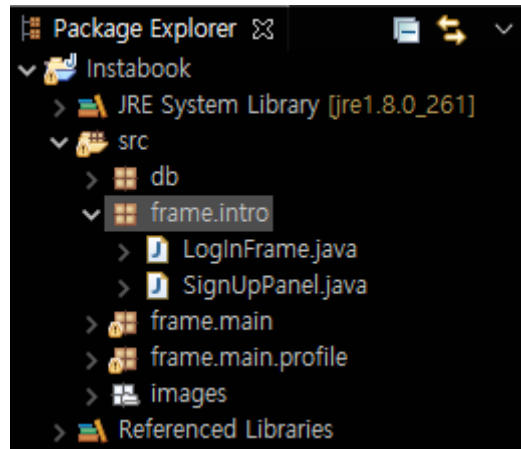 Package Explorer
Instabook
JRE System Library [jre1.8.0_261]
src
db
frame.intro
LogInFrame.java
SignUpPanel.java
frame.main
frame.main.profile
images
Referenced Libraries